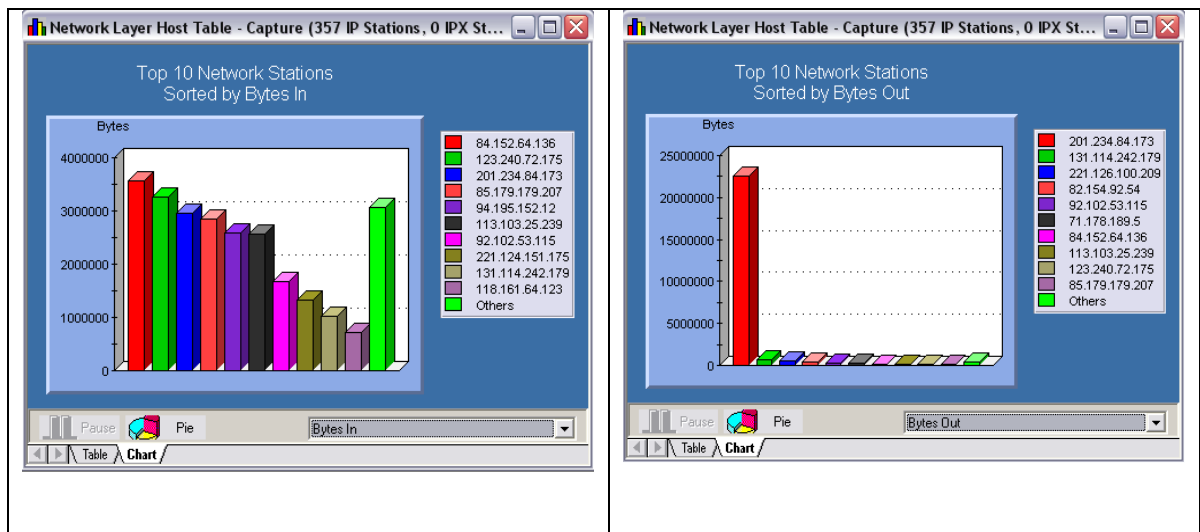 Network Layer Host Table - Capture (357 IP Stations, 0 IPX St...
Top 10 Network Stations
Sorted by Bytes In
Bytes
4000000
3000000
2000000
1000000
0
84.152.64.136
123.240.72.175
201.234.84.173
85.179.179.207
94.195.152.12
113.103.25.239
92.102.53.115
221.124.151.175
131.114.242.179
118.161.64.123
Others
Pause
Pie
Bytes In
Table
Chart
Network Layer Host Table - Capture (357 IP Stations, 0 IPX St...
Top 10 Network Stations
Sorted by Bytes Out
Bytes
25000000
20000000
15000000
10000000
5000000
0
201.234.84.173
131.114.242.179
221.126.100.209
82.154.92.54
92.102.53.115
71.178.189.5
84.152.64.136
113.103.25.239
123.240.72.175
85.179.179.207
Others
Pause
Pie
Bytes Out
Table
Chart